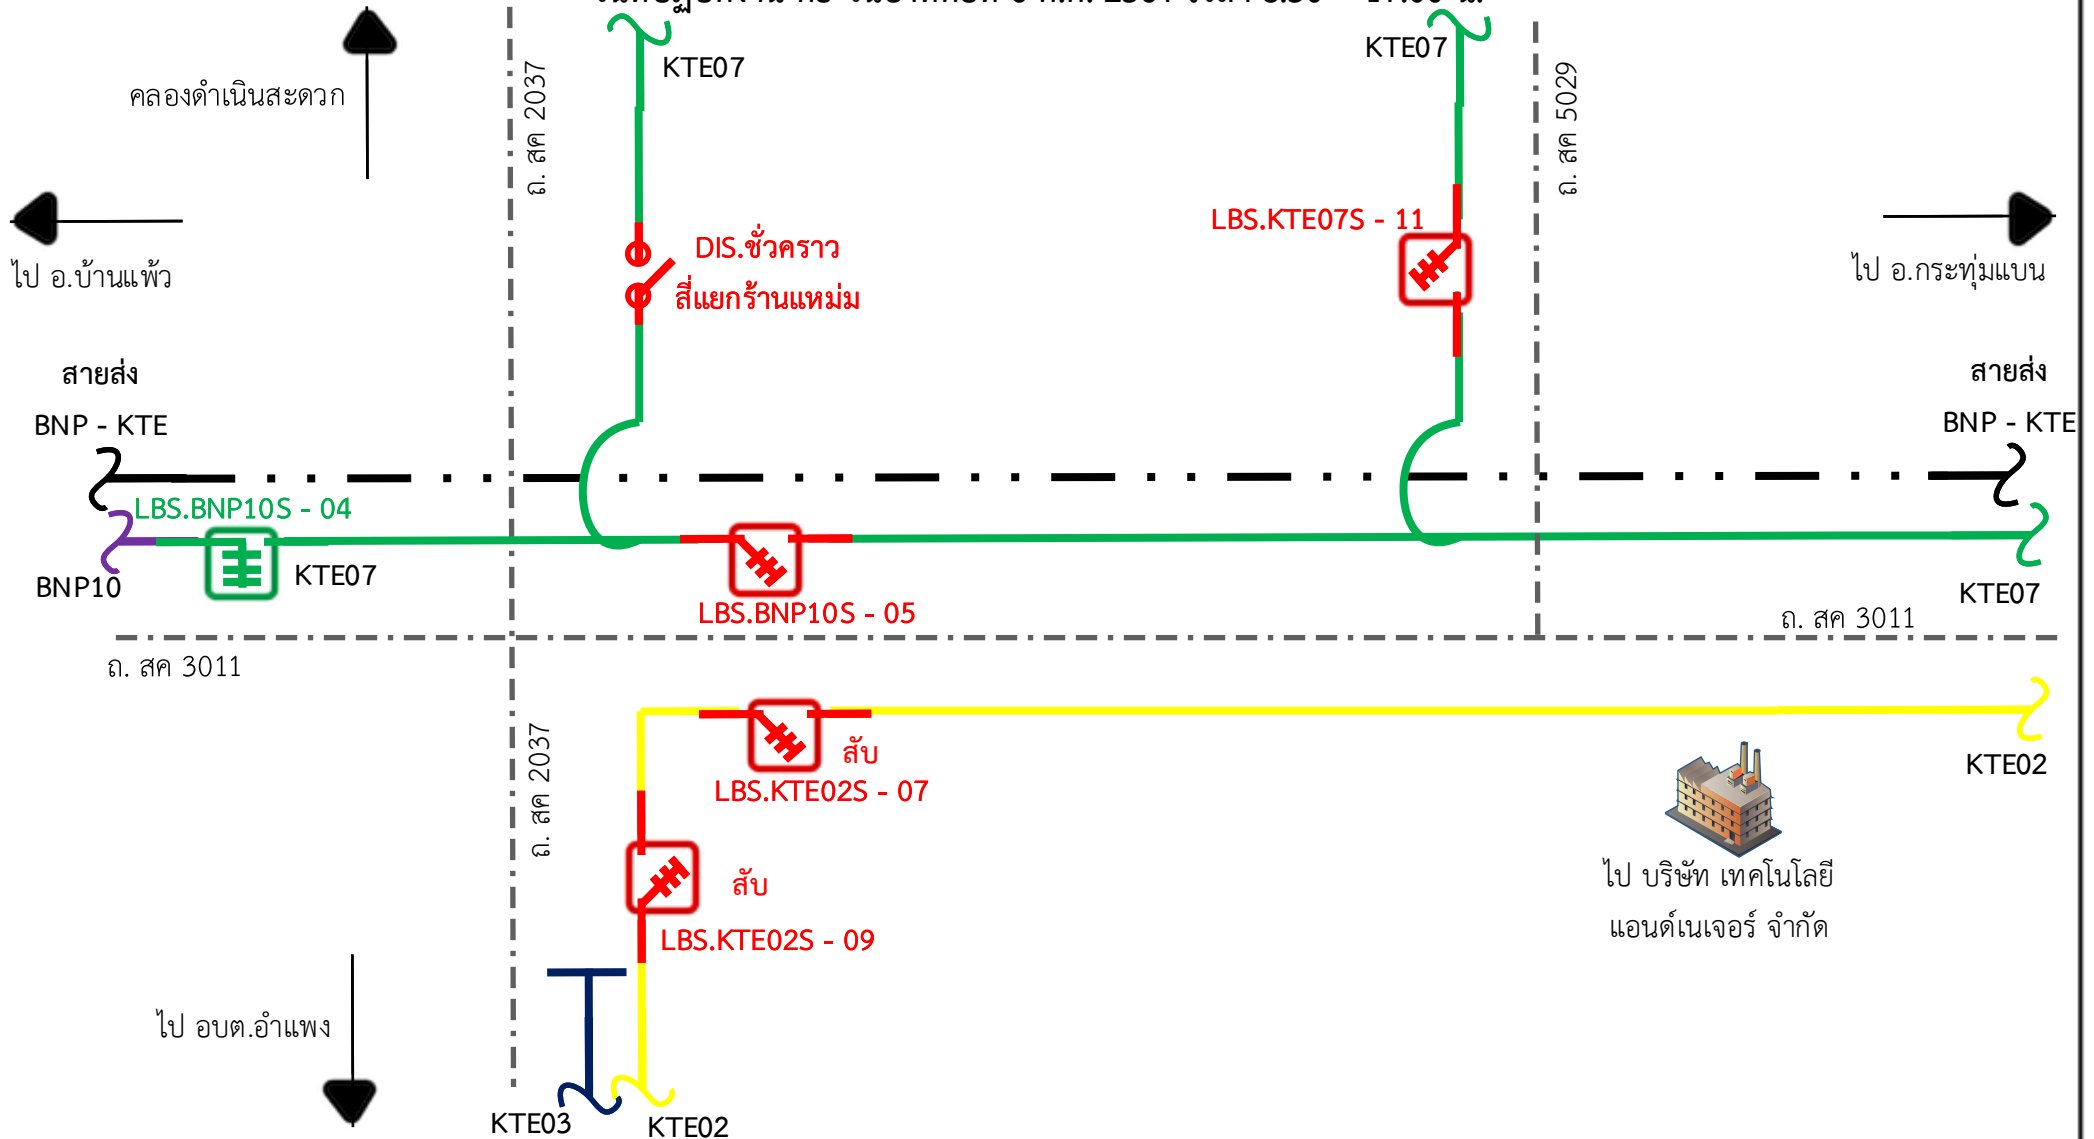 KTE07
KTE07
คลองดำเนินสะดวก
ถ. สค 2037
ถ. สค 5029
LBS.KTE07S - 11
DIS.ชั่วคราว
สี่แยกร้านแหม่ม
ไป อ.บ้านแพ้ว
ไป อ.กระทุ่มแบน
สายส่ง
BNP - KTE
สายส่ง
BNP - KTE
LBS.BNP10S - 04
BNP10
KTE07
LBS.BNP10S - 05
KTE07
ถ. สค 3011
ถ. สค 3011
ถ. สค 2037
สับ
LBS.KTE02S - 07
KTE02
สับ
LBS.KTE02S - 09
ไป บริษัท เทคโนโลยี
แอนด์เนเจอร์ จำกัด
ไป อบต.อำแพง
KTE03
KTE02